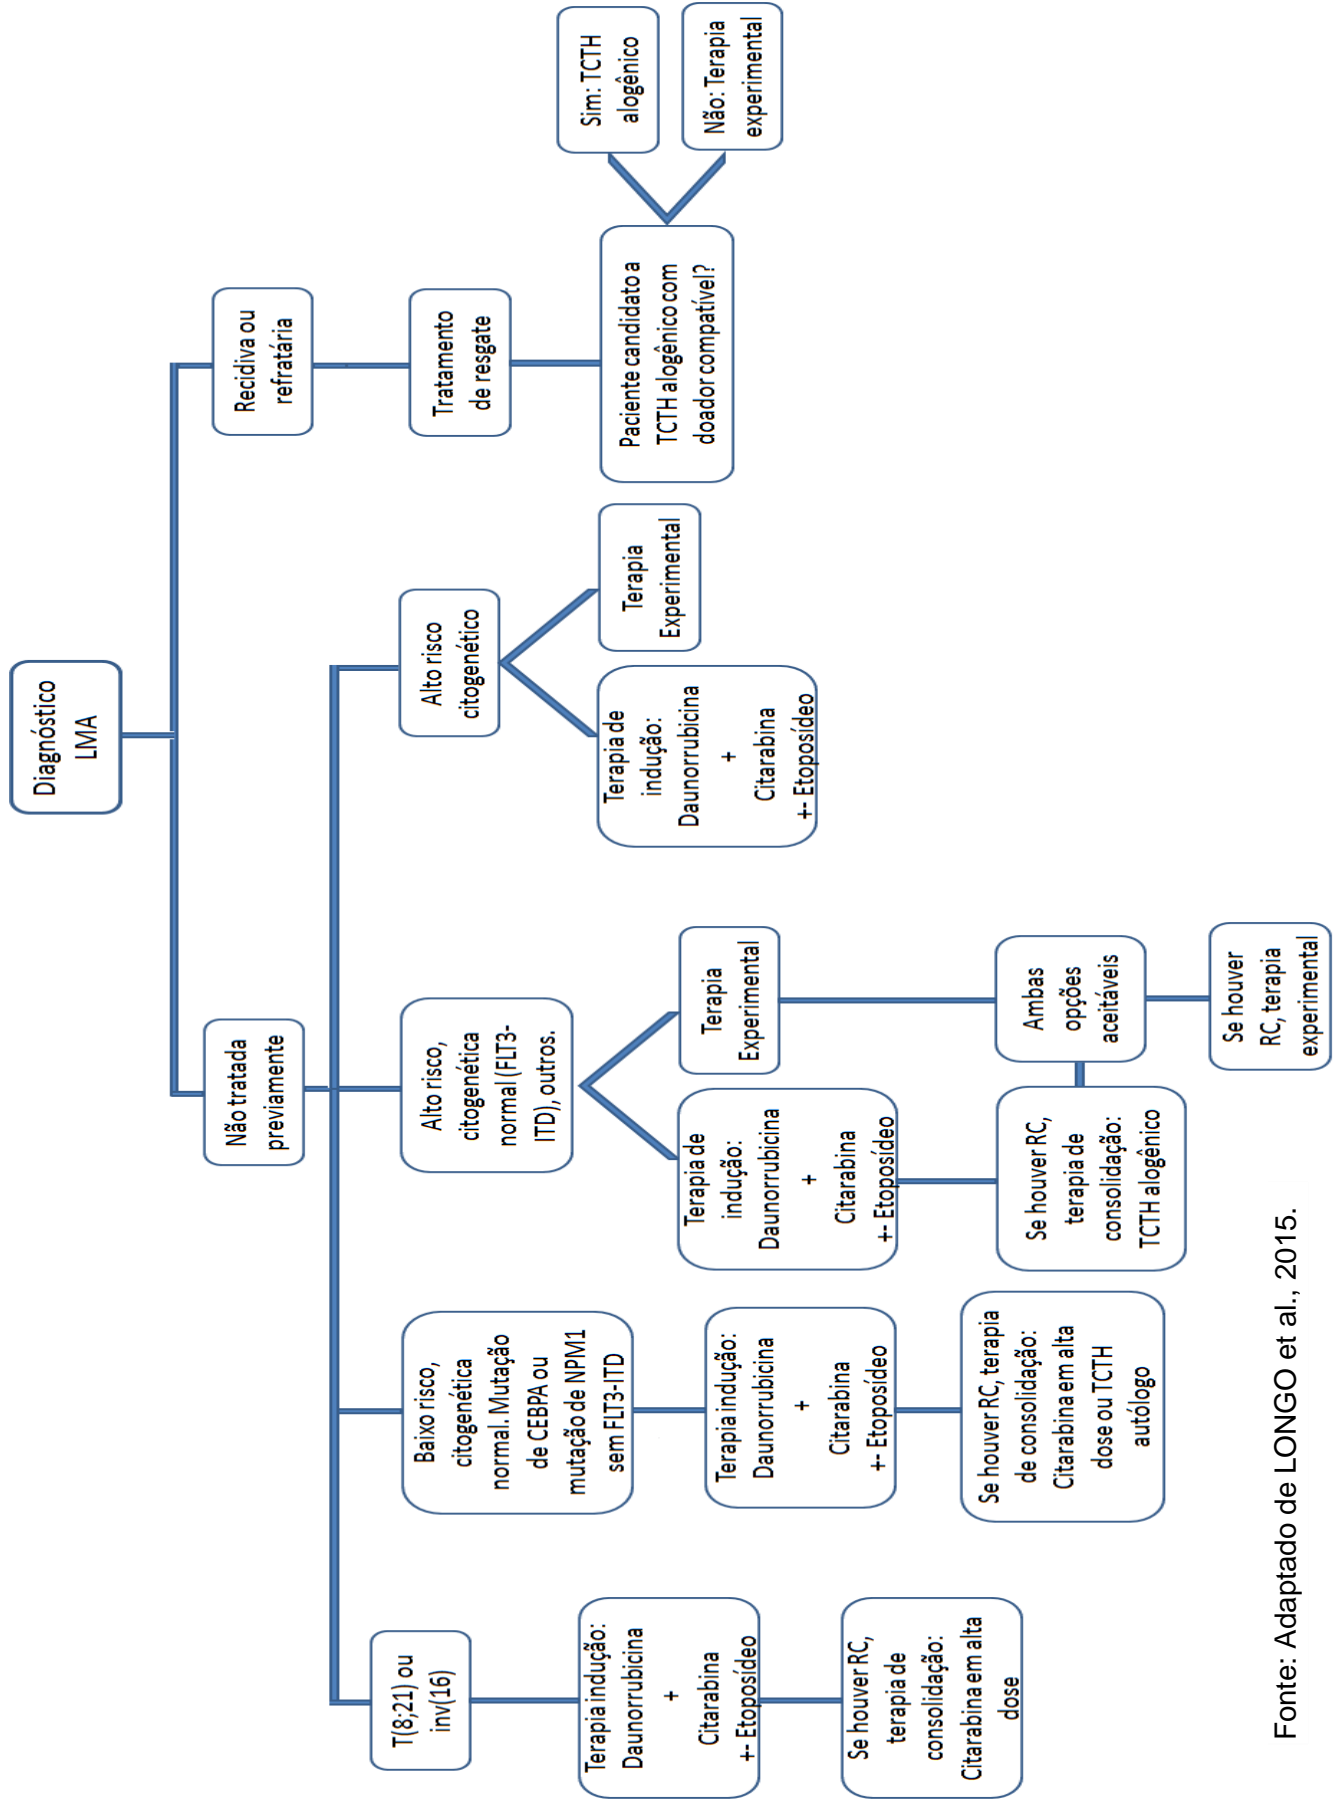 Diagnóstico
LMA
Não tratada
previamente
Recidiva ou
refratária
T(8;21) ou
inv(16)
Baixo risco,
citogenética
normal. Mutação
de CEBPA ou
mutação de NPM1
sem FLT3-ITD
Alto risco,
citogenética
normal (FLT3-
ITD), outros.
Alto risco
citogenético
Tratamento
de resgate
Terapia indução:
Daunorrubicina
+
Citarabina
+- Etoposídeo
Terapia indução:
Daunorrubicina
+
Citarabina
+- Etoposídeo
Terapia de
indução:
Daunorrubicina
+
Citarabina
+- Etoposídeo
Terapia
Experimental
Terapia de
indução:
Daunorrubicina
+
Citarabina
+- Etoposídeo
Terapia
Experimental
Paciente candidato a
TCTH alogênico com
doador compatível?
Sim: TCTH
alogênico
Não: Terapia
experimental
Se houver RC,
terapia de
consolidação:
Citarabina em alta
dose
Se houver RC, terapia
de consolidação:
Citarabina em alta
dose ou TCTH
autólogo
Se houver RC,
terapia de
consolidação:
TCTH alogênico
Ambas
opções
aceitáveis
Se houver
RC, terapia
experimental
Fonte: Adaptado de LONGO et al., 2015.